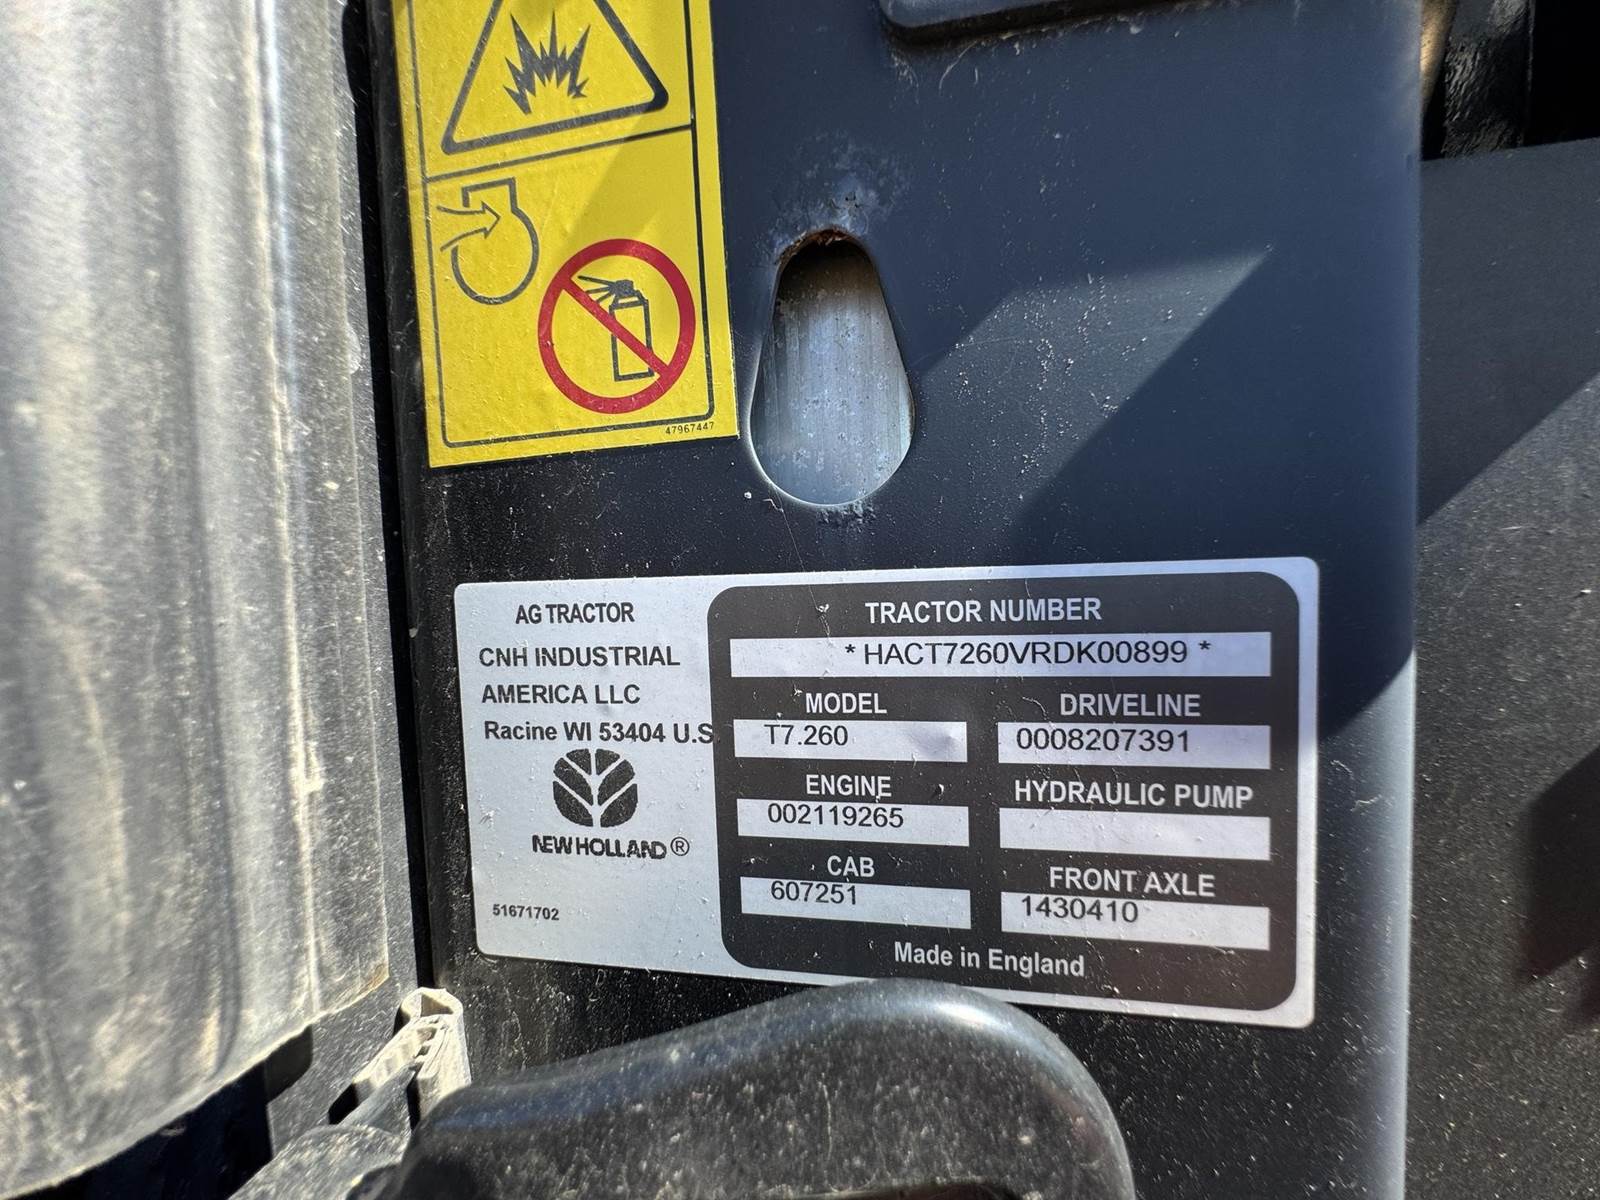 47967447
AG TRACTOR
CNH INDUSTRIAL
AMERICA LLC
Racine WI 53404 U.S
NEW HOLLAND®
51671702
TRACTOR NUMBER
* HACT7260VRDK00899 *
MODEL DRIVELINE
T7.260 0008207391
ENGINE HYDRAULIC PUMP
002119265
CAB FRONT AXLE
607251 1430410
Made in England